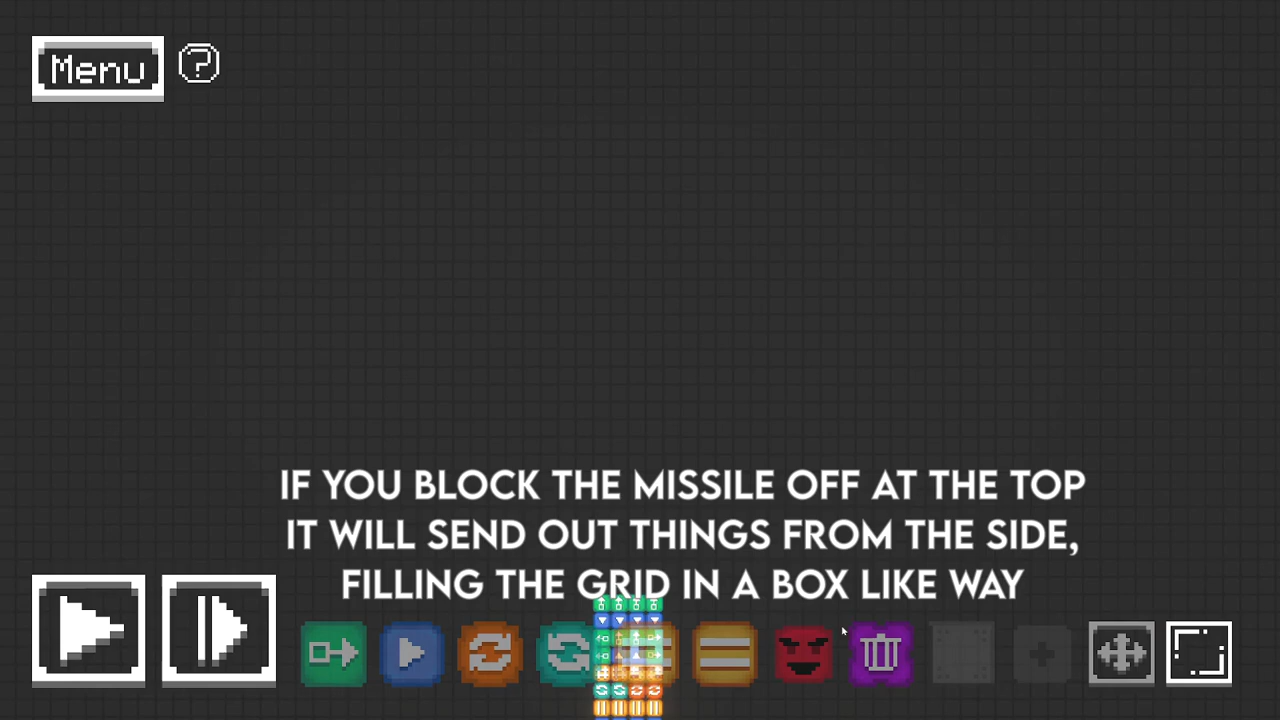 Menu
IF YOU BLOCK THE MISSILE OFF AT THE TOP
IT WILL SEND OUT THINGS FROM THE SIDE,
FILLING THE GRID IN A BOX LIKE WAY